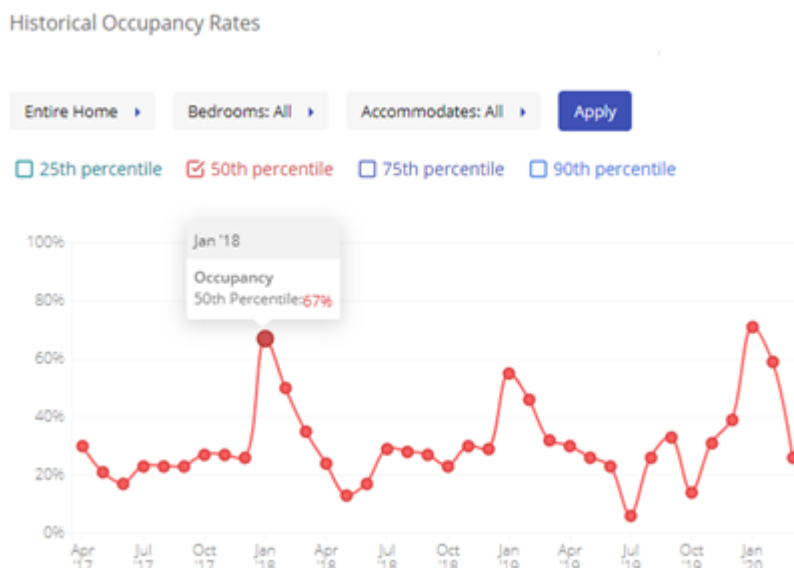 Historical Occupancy Rates
Entire Home Bedrooms: All Accommodates: All Apply
25th percentile 50th percentile 75th percentile 90th percentile
Jan '18
Occupancy
50th Percentile:67%
100%
80%
60%
40%
20%
0%
Apr Jul Oct Jan Apr Jul Oct Jan Apr Jul Oct Jan
'17 '17 '17 '18 '18 '18 '18 '19 '19 '19 '19 '20